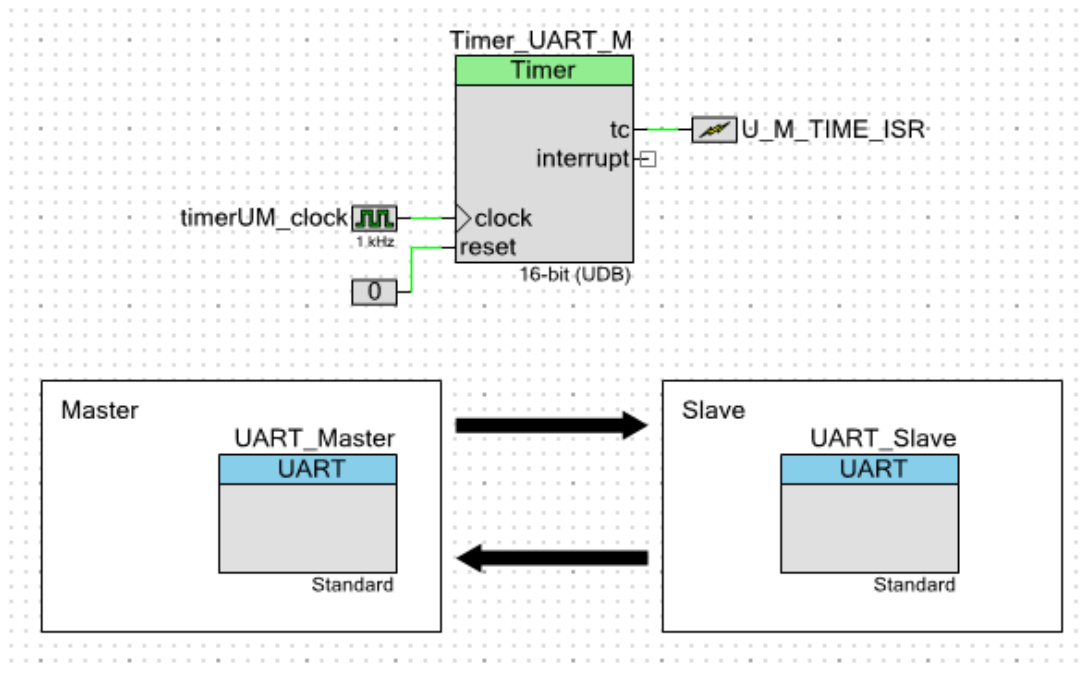 Timer_UART_M
Timer
tc
U_M_TIME_ISR
interrupt
timerUM_clock
1 kHz
clock
reset
0
16-bit (UDB)
Master
UART_Master
UART
Standard
Slave
UART_Slave
UART
Standard